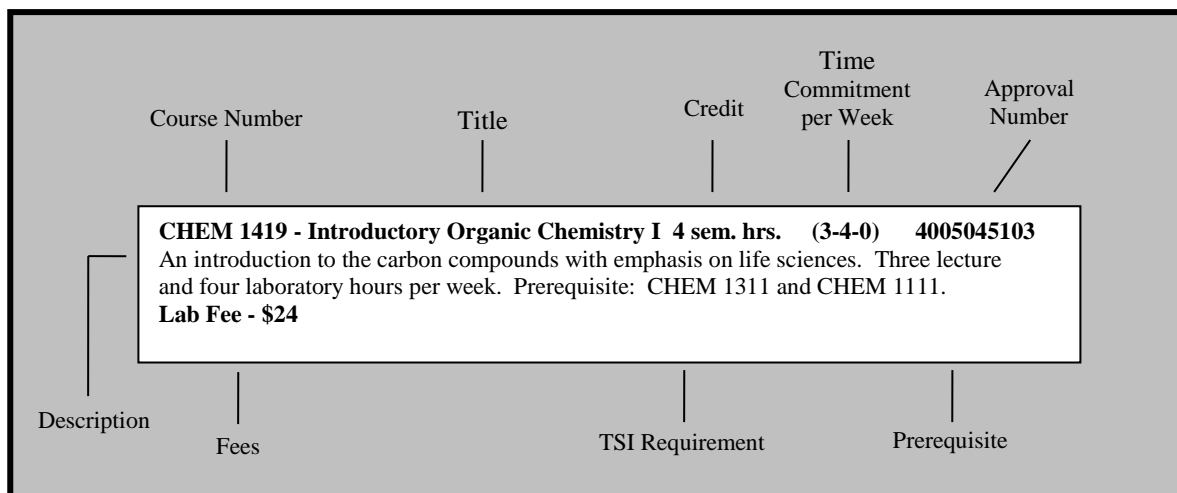 Course Number
Title
Credit
Time
Commitment
per Week
Approval
Number
CHEM 1419 - Introductory Organic Chemistry I  4 sem. hrs.    (3-4-0)    4005045103
An introduction to the carbon compounds with emphasis on life sciences.  Three lecture
and four laboratory hours per week.  Prerequisite:  CHEM 1311 and CHEM 1111.
Lab Fee - $24
Description
Fees
TSI Requirement
Prerequisite